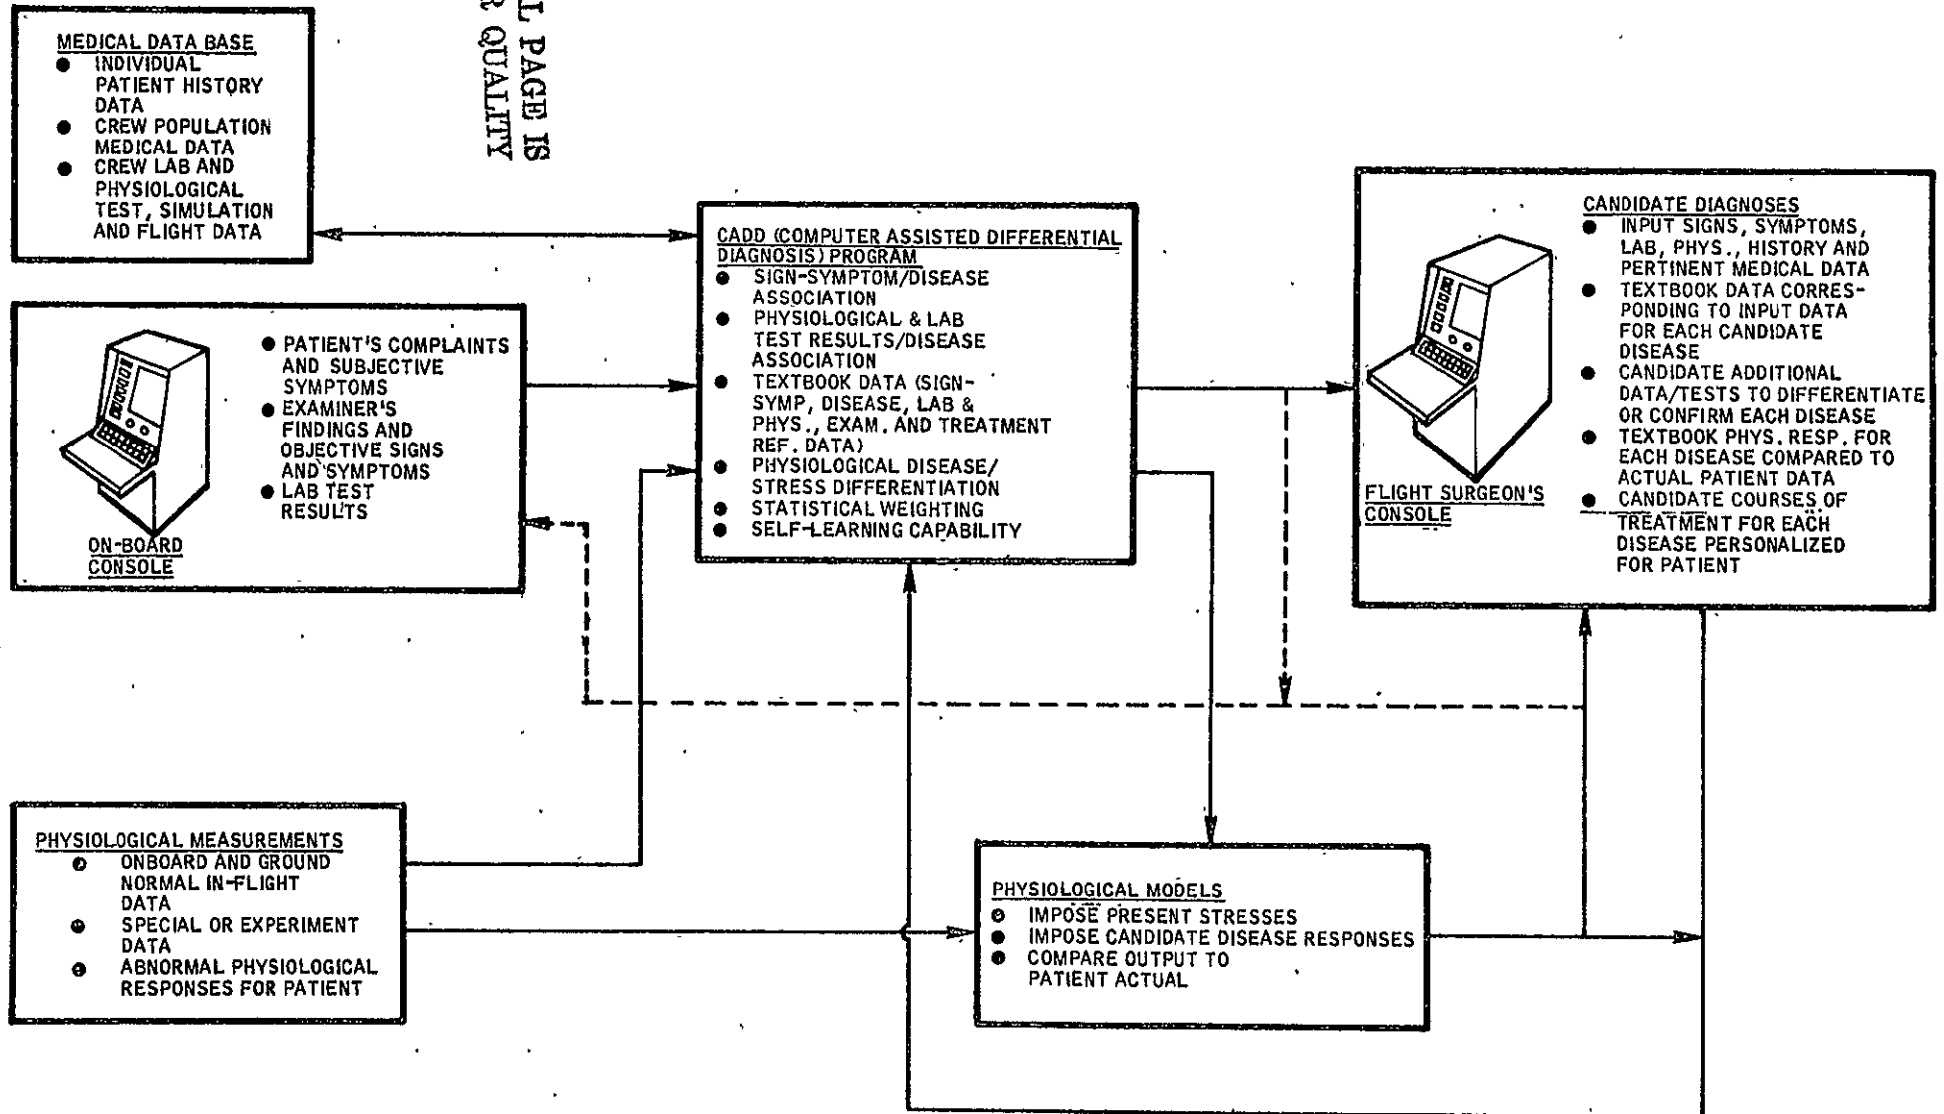 L PAGE IS
R QUALITY
MEDICAL DATA BASE
● INDIVIDUAL
PATIENT HISTORY
DATA
● CREW POPULATION
MEDICAL DATA
● CREW LAB AND
PHYSIOLOGICAL
TEST, SIMULATION
AND FLIGHT DATA
● PATIENT'S COMPLAINTS
AND SUBJECTIVE
SYMPTOMS
● EXAMINER'S
FINDINGS AND
OBJECTIVE SIGNS
AND SYMPTOMS
● LAB TEST
RESULTS
ON-BOARD
CONSOLE
PHYSIOLOGICAL MEASUREMENTS
● ONBOARD AND GROUND
NORMAL IN-FLIGHT
DATA
● SPECIAL OR EXPERIMENT
DATA
● ABNORMAL PHYSIOLOGICAL
RESPONSES FOR PATIENT
CADD (COMPUTER ASSISTED DIFFERENTIAL
DIAGNOSIS) PROGRAM
● SIGN-SYMPTOM/DISEASE
ASSOCIATION
● PHYSIOLOGICAL & LAB
TEST RESULTS/DISEASE
ASSOCIATION
● TEXTBOOK DATA (SIGN-
SYMP, DISEASE, LAB &
PHYS., EXAM. AND TREATMENT
REF. DATA)
● PHYSIOLOGICAL DISEASE/
STRESS DIFFERENTIATION
● STATISTICAL WEIGHTING
● SELF-LEARNING CAPABILITY
PHYSIOLOGICAL MODELS
● IMPOSE PRESENT STRESSES
● IMPOSE CANDIDATE DISEASE RESPONSES
● COMPARE OUTPUT TO
PATIENT ACTUAL
FLIGHT SURGEON'S
CONSOLE
CANDIDATE DIAGNOSES
● INPUT SIGNS, SYMPTOMS,
LAB, PHYS., HISTORY AND
PERTINENT MEDICAL DATA
● TEXTBOOK DATA CORRES-
PONDING TO INPUT DATA
FOR EACH CANDIDATE
DISEASE
● CANDIDATE ADDITIONAL
DATA/TESTS TO DIFFERENTIATE
OR CONFIRM EACH DISEASE
● TEXTBOOK PHYS. RESP. FOR
EACH DISEASE COMPARED TO
ACTUAL PATIENT DATA
● CANDIDATE COURSES OF
TREATMENT FOR EACH
DISEASE PERSONALIZED
FOR PATIENT